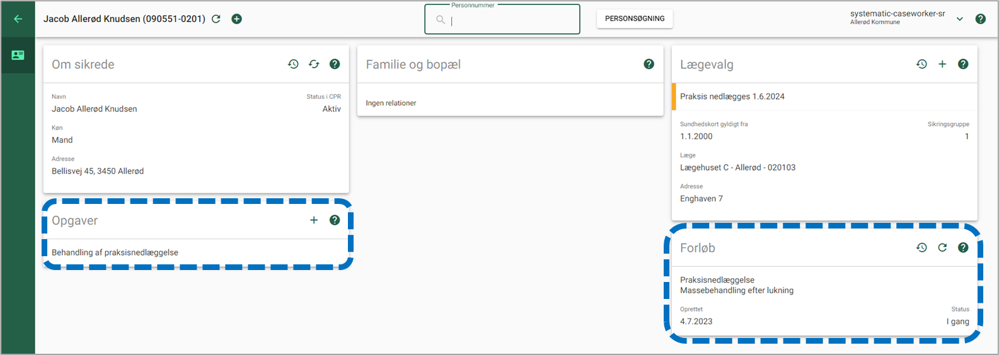 Jacob Allerød Knudsen (090551-0201)
Personnummer
PERSONSØGNING
systematic-caseworker-sr
Allerød Kommune
Om sikrede
Navn
Jacob Allerød Knudsen
Status i CPR
Aktiv
Køn
Mand
Adresse
Bellisvej 45, 3450 Allerød
Opgaver
Behandling af praksisnedlæggelse
Familie og bopæl
Ingen relationer
Lægevalg
Praksis nedlægges 1.6.2024
Sundhedskort gyldigt fra
1.1.2000
Sikringsgruppe
1
Læge
Lægehuset C - Allerød - 020103
Adresse
Enghaven 7
Forløb
Praksisnedlæggelse
Massebehandling efter lukning
Oprettet
4.7.2023
Status
I gang